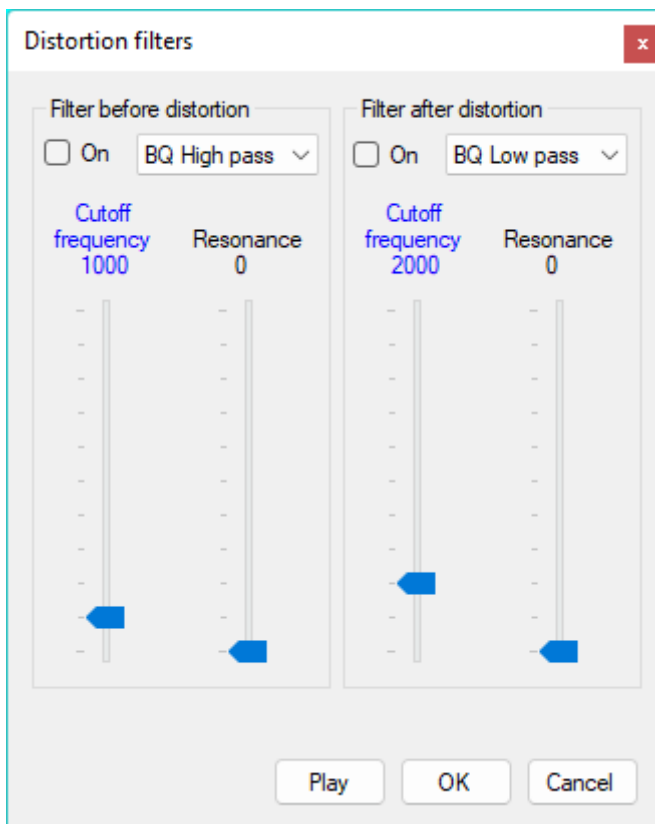 Distortion filters
x
Filter before distortion
On
BQ High pass
Cutoff
frequency
1000
Resonance
0
Filter after distortion
On
BQ Low pass
Cutoff
frequency
2000
Resonance
0
Play
OK
Cancel